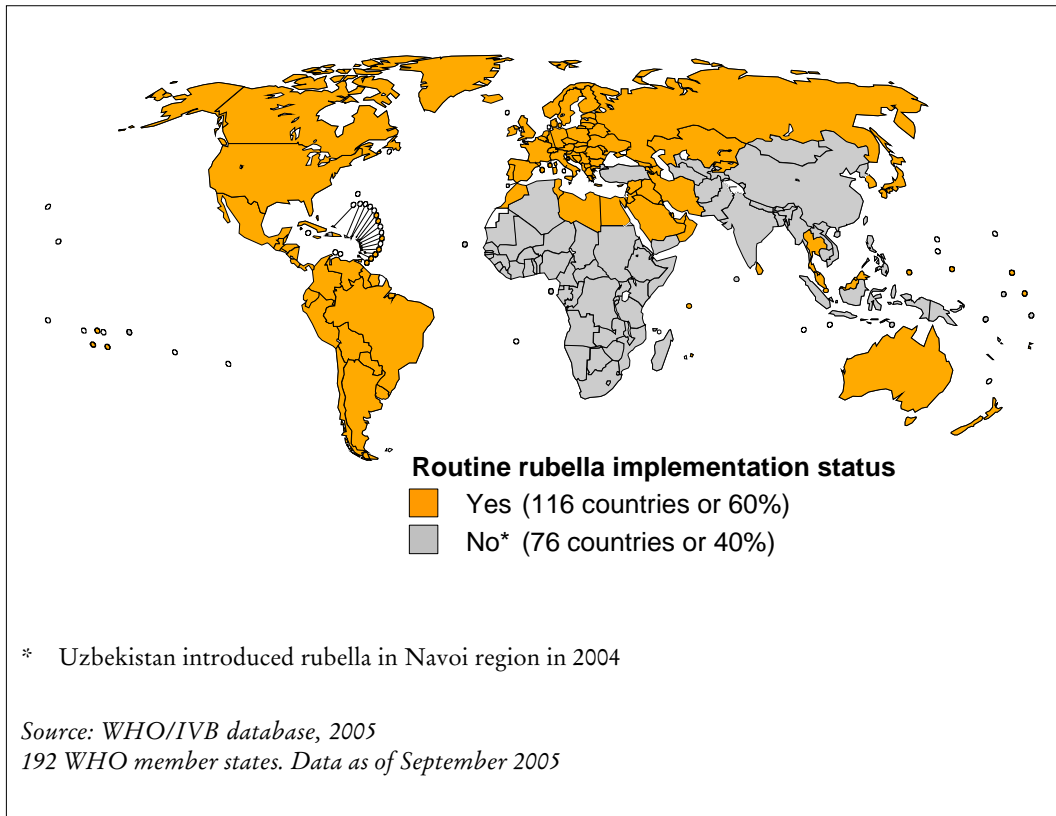 Routine rubella implementation status
Yes (116 countries or 60%)
No* (76 countries or 40%)
* Uzbekistan introduced rubella in Navoi region in 2004
Source: WHO/IVB database, 2005
192 WHO member states. Data as of September 2005